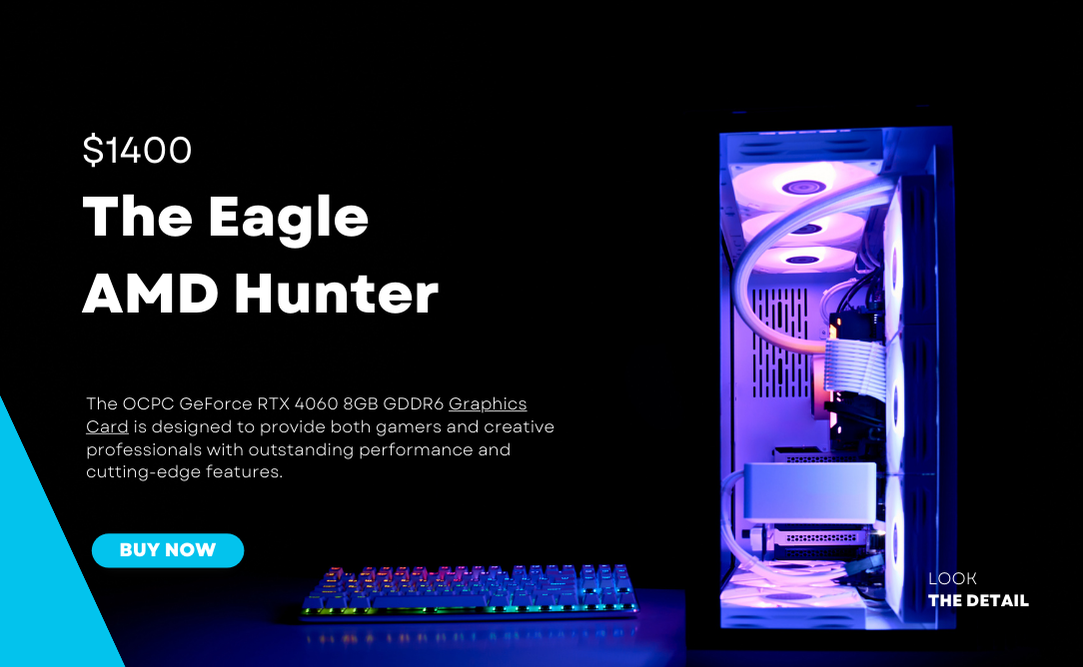 $1400
The Eagle
AMD Hunter
The OCPC GeForce RTX 4060 8GB GDDR6 Graphics
Card is designed to provide both gamers and creative
professionals with outstanding performance and
cutting-edge features.
BUY NOW
LOOK
THE DETAIL